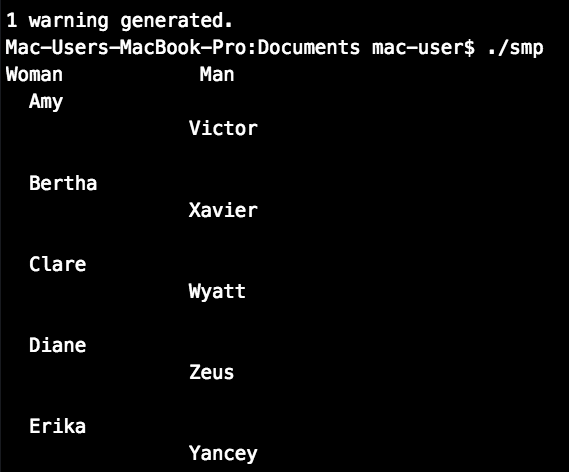 1 warning generated.
Mac-Users-MacBook-Pro:Documents mac-user$ ./smp
Woman Man
Amy
Victor
Bertha
Xavier
Clare
Wyatt
Diane
Zeus
Erika
Yancey